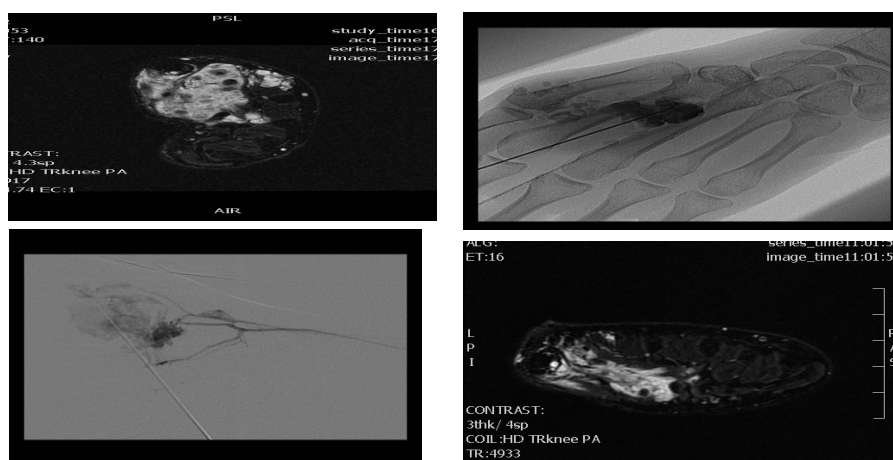 PSL
53
:140
study_time16
acq_time17
series_time17
image_time17
RAST:
4.3sp
HD TRknee PA
017
.74 EC:1
AIR
ALG:
ET:16
series_time11:01:5
image_time11:01:5
L
P
I
R
A
S
CONTRAST:
3thk/ 4sp
COIL:HD TRknee PA
TR:4933